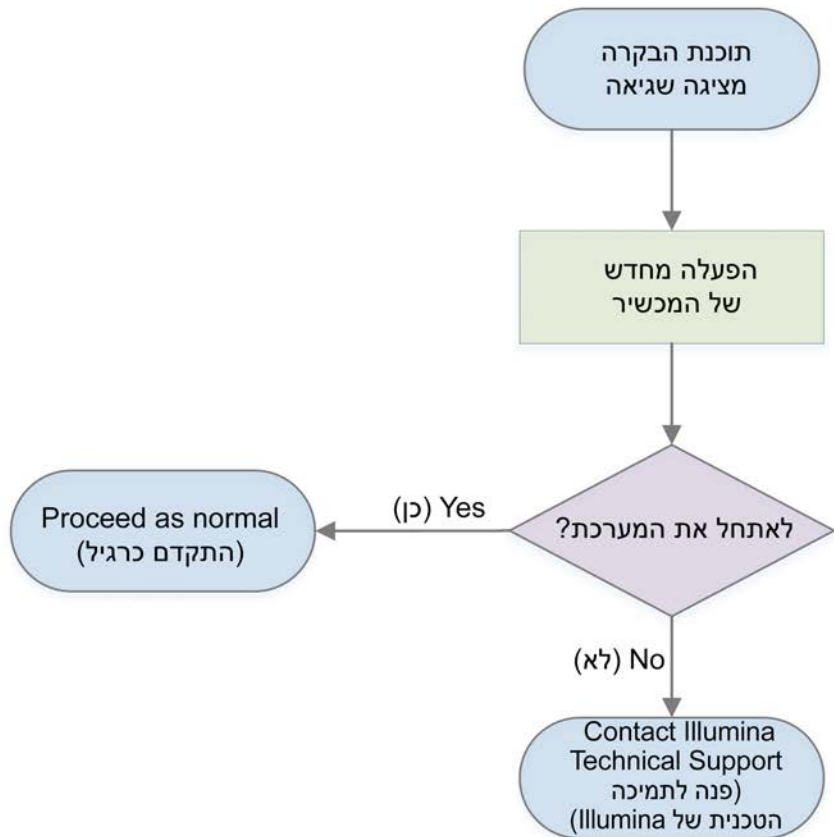 תוכנת הבקרה
מציגה שגיאה
הפעלה מחדש
של המכשיר
לאתחל את המערכת?
Yes (כן)
Proceed as normal
(התקדם כרגיל)
No (לא)
Contact Illumina
Technical Support
(פנה לתמיכה
הטכנית של Illumina)